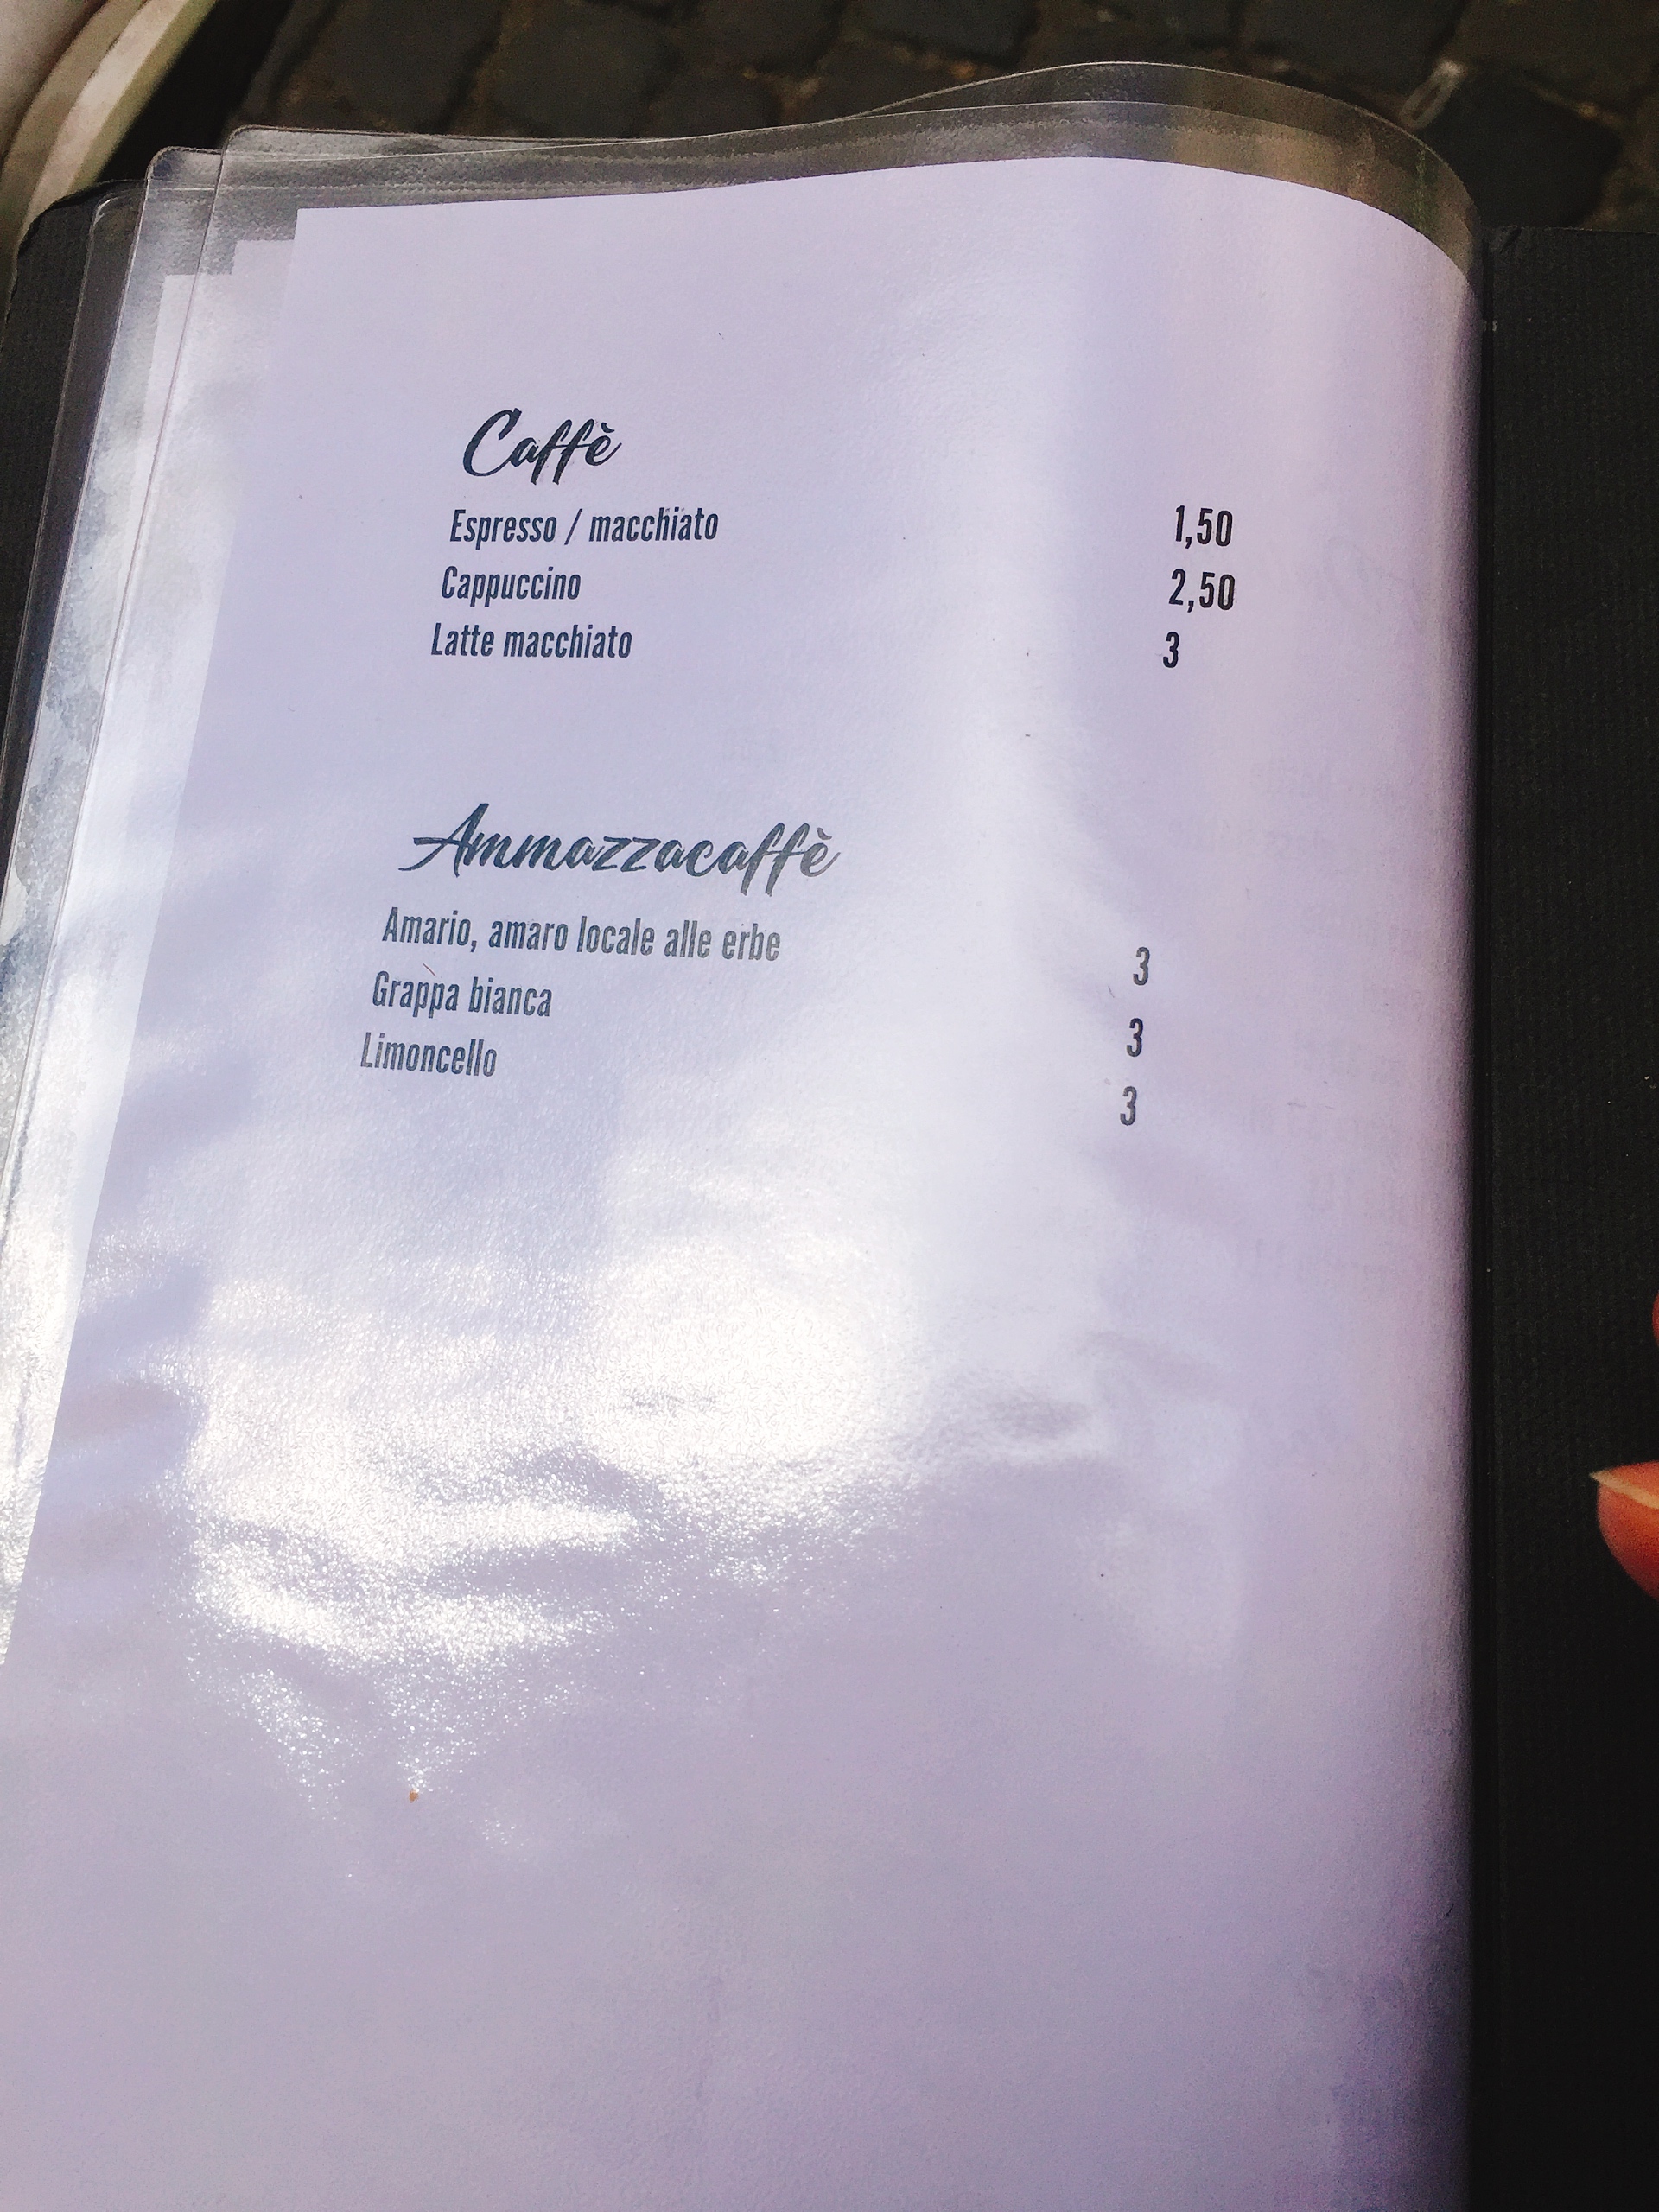 Caffè
Espresso / macchiato 1,50
Cappuccino 2,50
Latte macchiato 3
Ammazzacaffè
Amario, amaro locale alle erbe 3
Grappa bianca 3
Limoncello 3